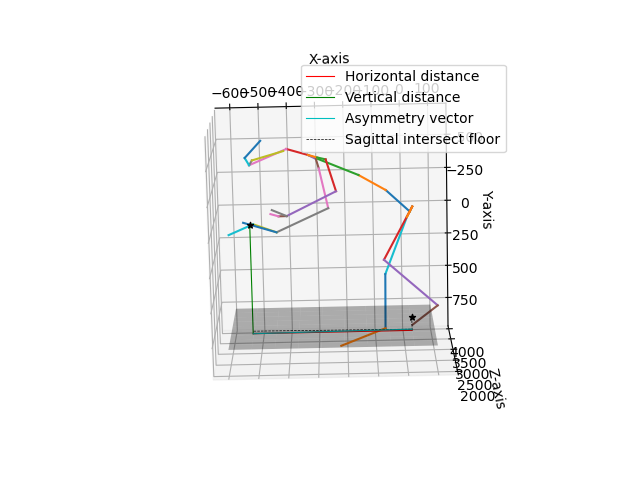 X-axis
−600 −500 −400 −300 −200 −100 0 100
Horizontal distance
Vertical distance
Asymmetry vector
Sagittal intersect floor
−250
0
250
500
750
Y-axis
4000
3500
3000
2500
2000
Z-axis